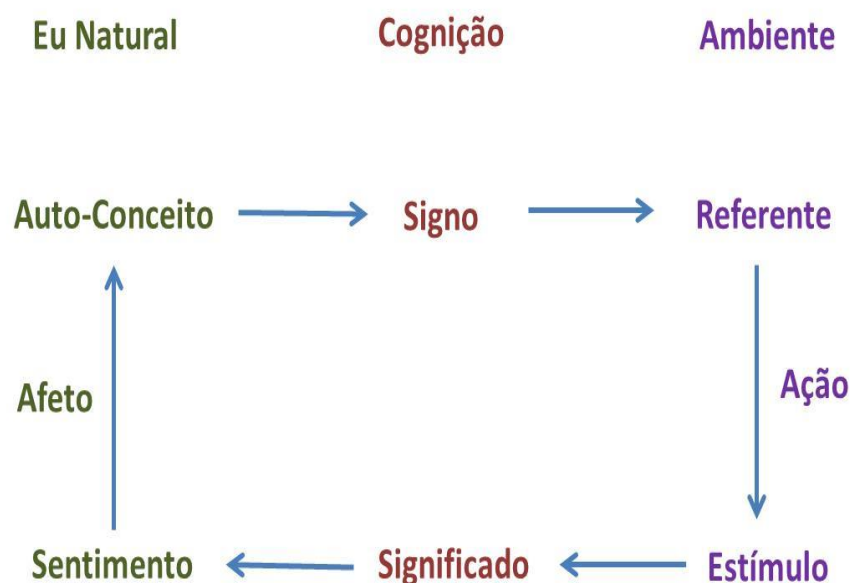 Eu Natural Cognição Ambiente
Auto-Conceito Signo Referente
Afeto Ação
Sentimento Significado Estímulo